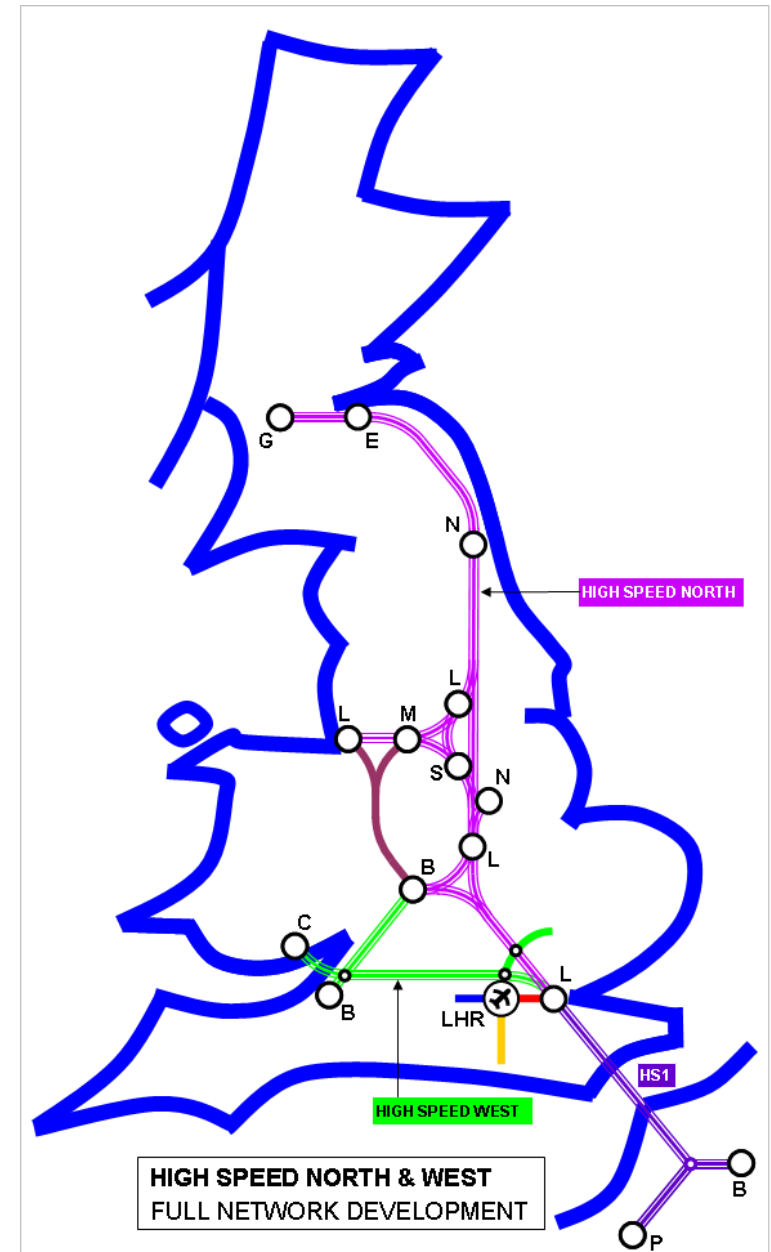 G
E
N
HIGH SPEED NORTH
L
L
M
S
N
L
B
C
L
B
LHR
HS1
HIGH SPEED WEST
B
HIGH SPEED NORTH & WEST
FULL NETWORK DEVELOPMENT
P